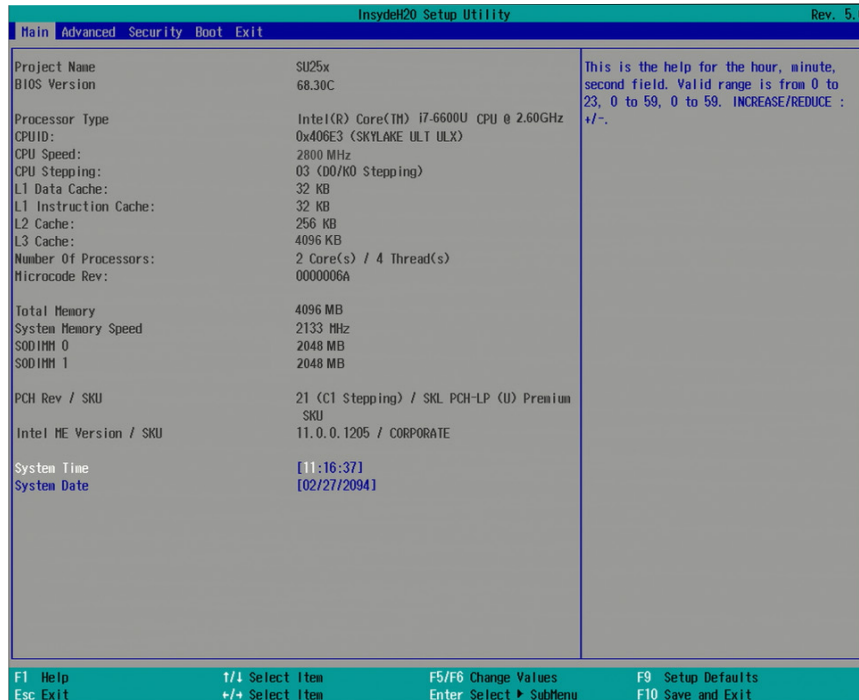 InsydeH20 Setup Utility Rev. 5.
Main Advanced Security Boot Exit
Project Name SU25x
BIOS Version 68.30C
Processor Type Intel(R) Core(TM) i7-6600U CPU @ 2.60GHz
CPUID: 0x406E3 (SKYLAKE ULT ULX)
CPU Speed: 2800 MHz
CPU Stepping: 03 (D0/K0 Stepping)
L1 Data Cache: 32 KB
L1 Instruction Cache: 32 KB
L2 Cache: 256 KB
L3 Cache: 4096 KB
Number Of Processors: 2 Core(s) / 4 Thread(s)
Microcode Rev: 0000006A
Total Memory 4096 MB
System Memory Speed 2133 MHz
SODIMM 0 2048 MB
SODIMM 1 2048 MB
PCH Rev / SKU 21 (C1 Stepping) / SKL PCH-LP (U) Premium
SKU
Intel ME Version / SKU 11.0.0.1205 / CORPORATE
System Time [11:16:37]
System Date [02/27/2094]
This is the help for the hour, minute,
second field. Valid range is from 0 to
23, 0 to 59, 0 to 59. INCREASE/REDUCE :
+/-.
F1 Help ↑/↓ Select Item F5/F6 Change Values F9 Setup Defaults
Esc Exit ←/→ Select Item Enter Select ▶ SubMenu F10 Save and Exit